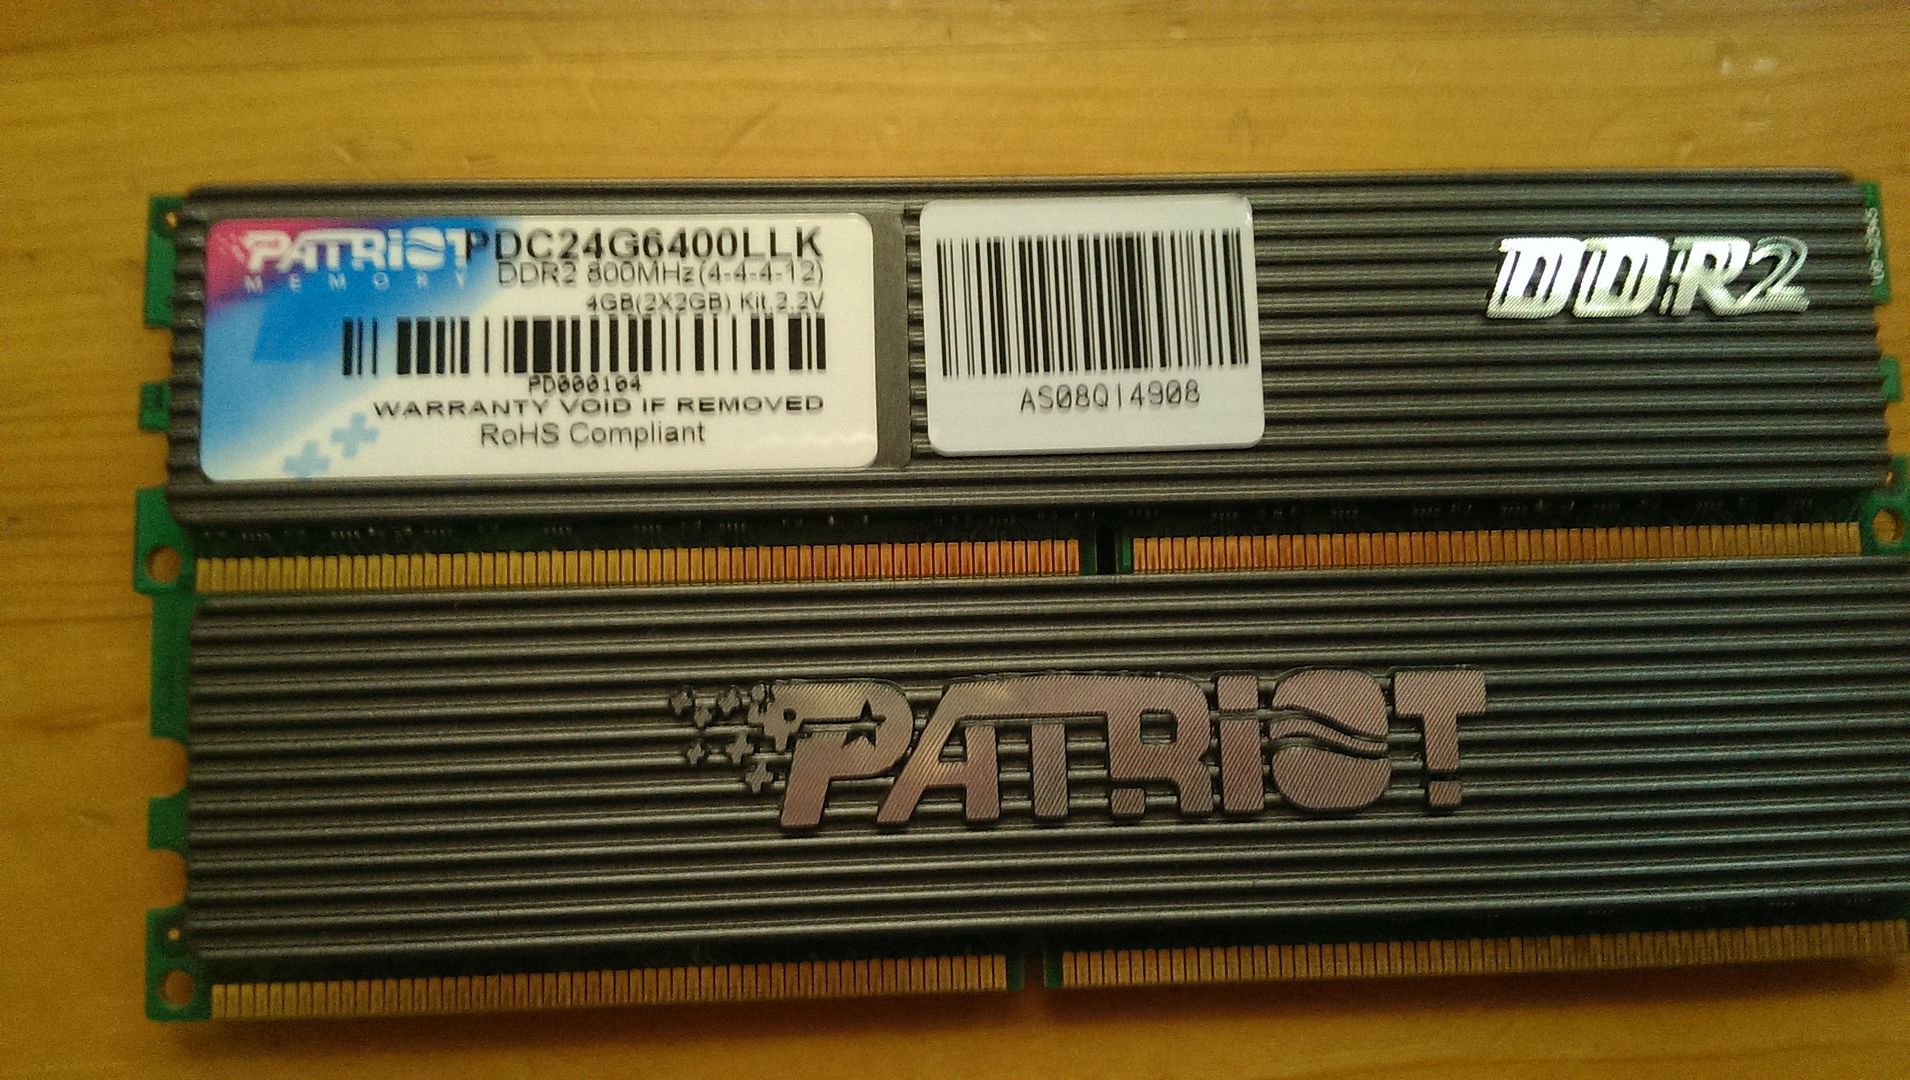 PATRIOT
MEMORY
PDC24G6400LLK
DDR2 800MHz(4-4-4-12)
4GB(2X2GB) Kit,2.2V
PD000104
WARRANTY VOID IF REMOVED
RoHS Compliant
AS08QI4908
DDR2
PATRIOT